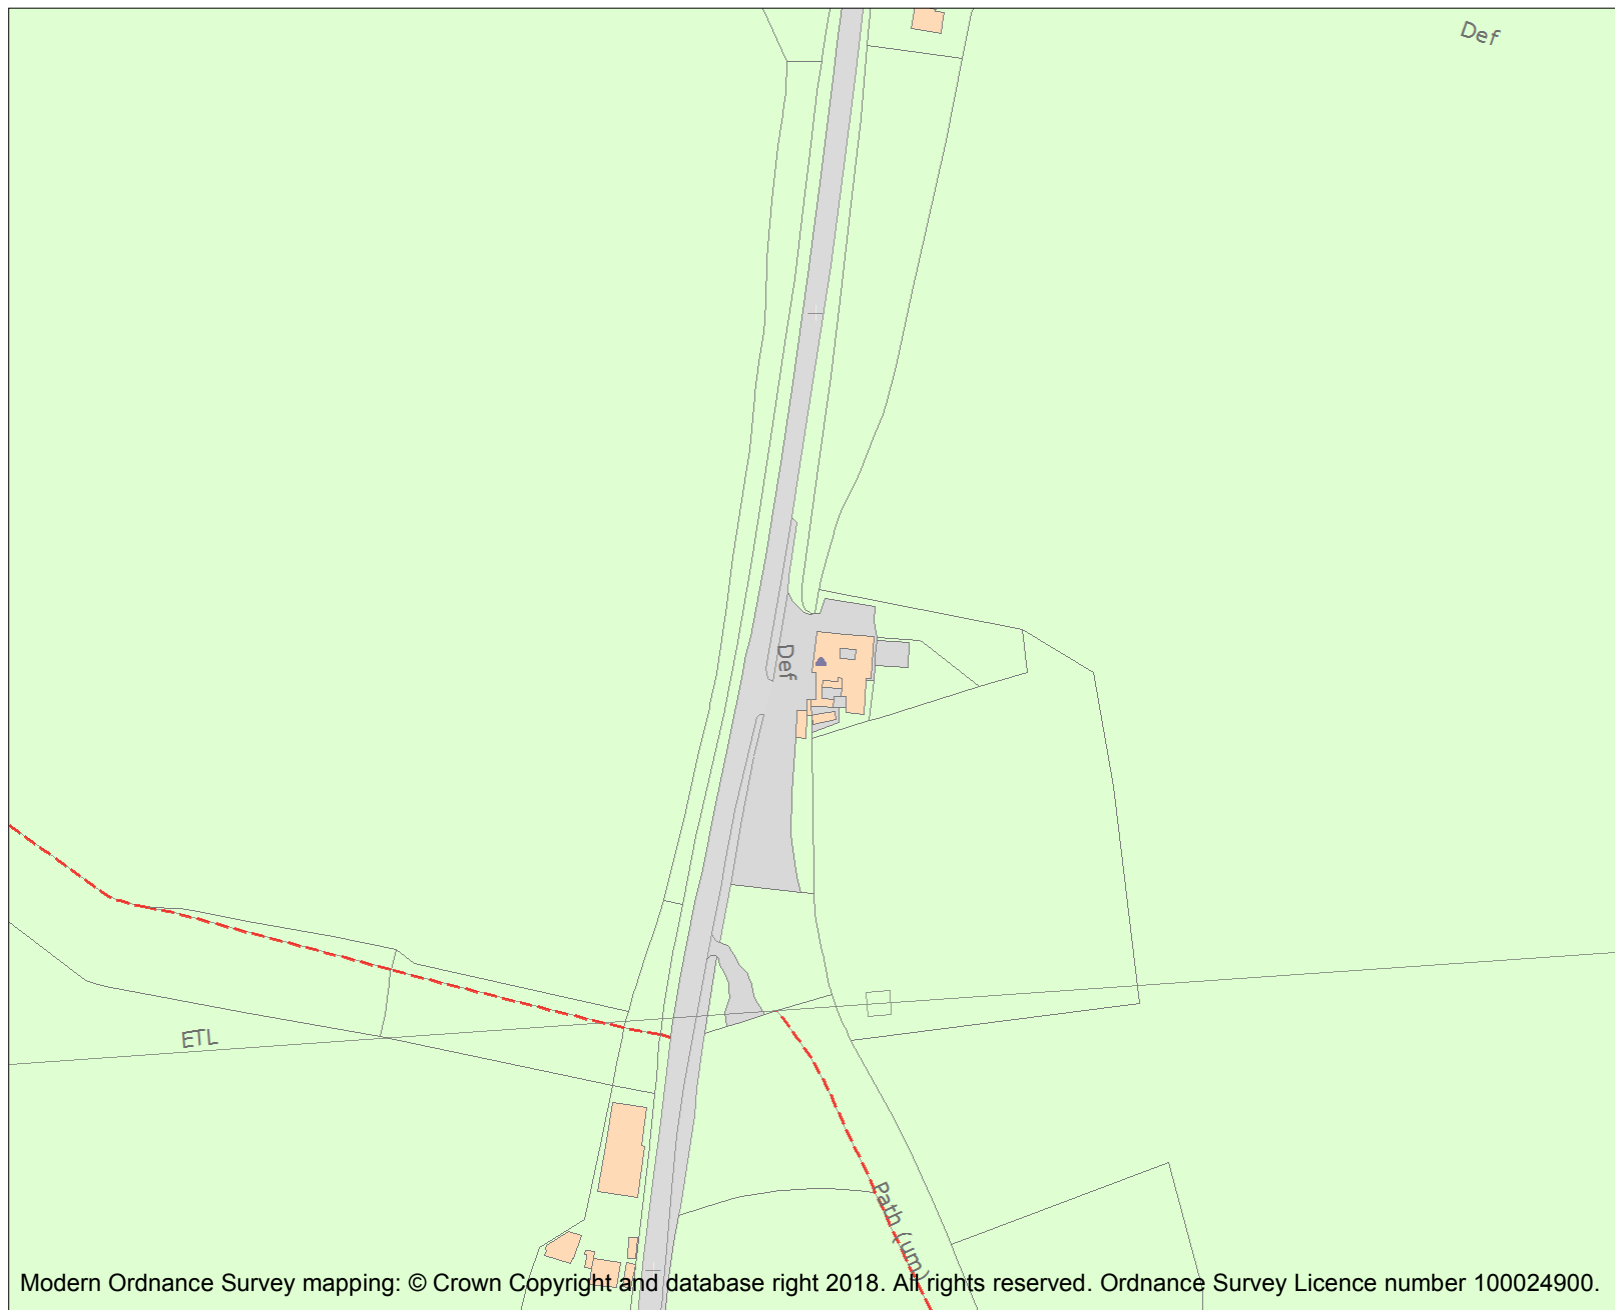 Def
Def
ETL
Path (um)
Modern Ordnance Survey mapping: © Crown Copyright and database right 2018. All rights reserved. Ordnance Survey Licence number 100024900.